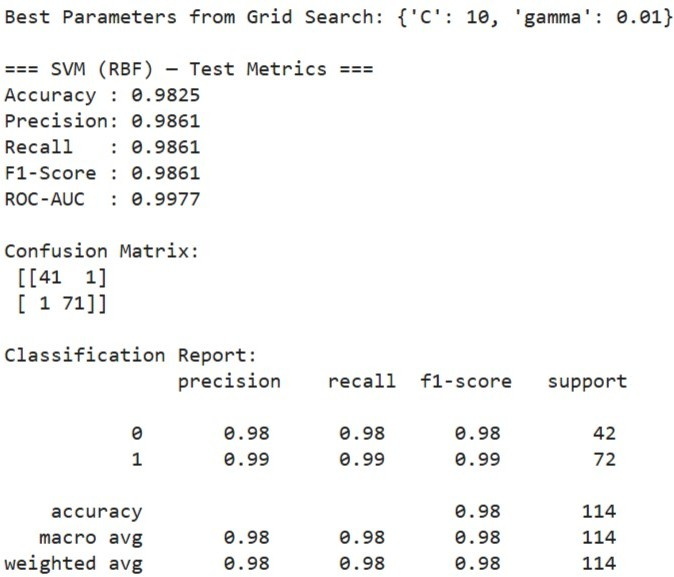 Best Parameters from Grid Search: {'C': 10, 'gamma': 0.01}
=== SVM (RBF) — Test Metrics ===
Accuracy : 0.9825
Precision: 0.9861
Recall   : 0.9861
F1-Score : 0.9861
ROC-AUC  : 0.9977
Confusion Matrix:
 [[41  1]
 [ 1 71]]
Classification Report:
              precision    recall  f1-score   support
           0       0.98      0.98      0.98        42
           1       0.99      0.99      0.99        72
    accuracy                           0.98       114
   macro avg       0.98      0.98      0.98       114
weighted avg       0.98      0.98      0.98       114